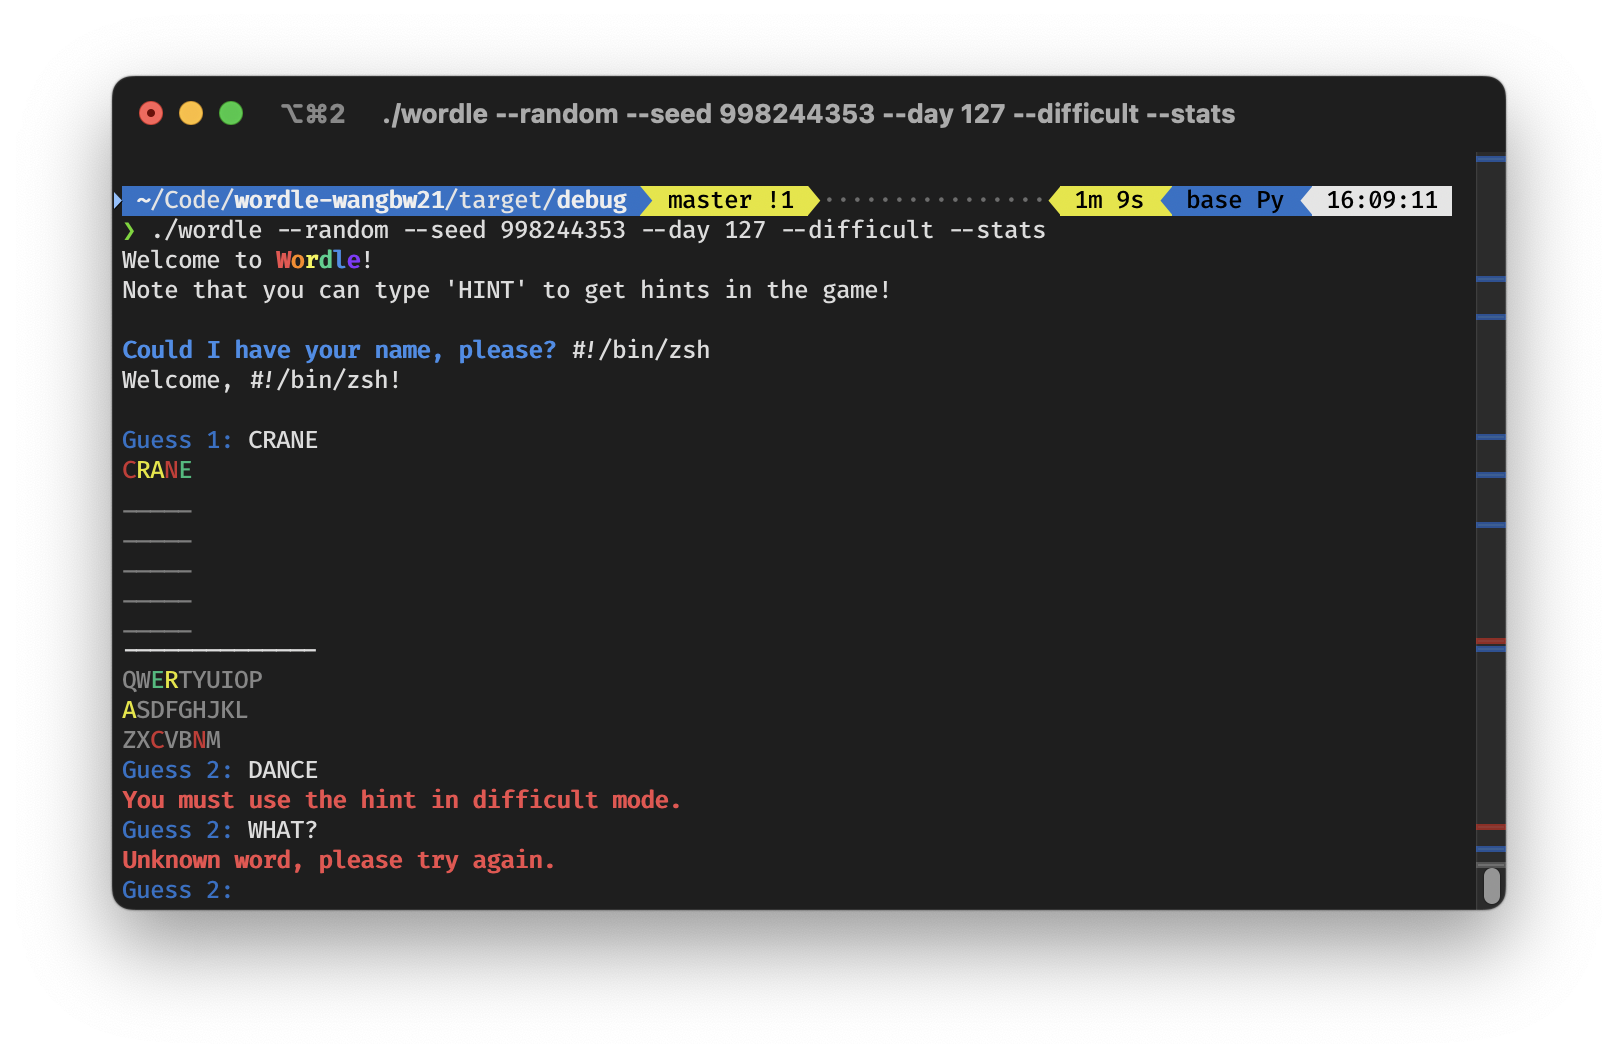 ⌥⌘2 ./wordle --random --seed 998244353 --day 127 --difficult --stats
~/Code/wordle-wangbw21/target/debug master !1 ·················· 1m 9s base Py 16:09:11
❯ ./wordle --random --seed 998244353 --day 127 --difficult --stats
Welcome to Wordle!
Note that you can type 'HINT' to get hints in the game!
Could I have your name, please? #!/bin/zsh
Welcome, #!/bin/zsh!
Guess 1: CRANE
CRANE
_____
_____
_____
_____
_____
QWERTYUIOP
ASDFGHJKL
ZXCVBNM
Guess 2: DANCE
You must use the hint in difficult mode.
Guess 2: WHAT?
Unknown word, please try again.
Guess 2: